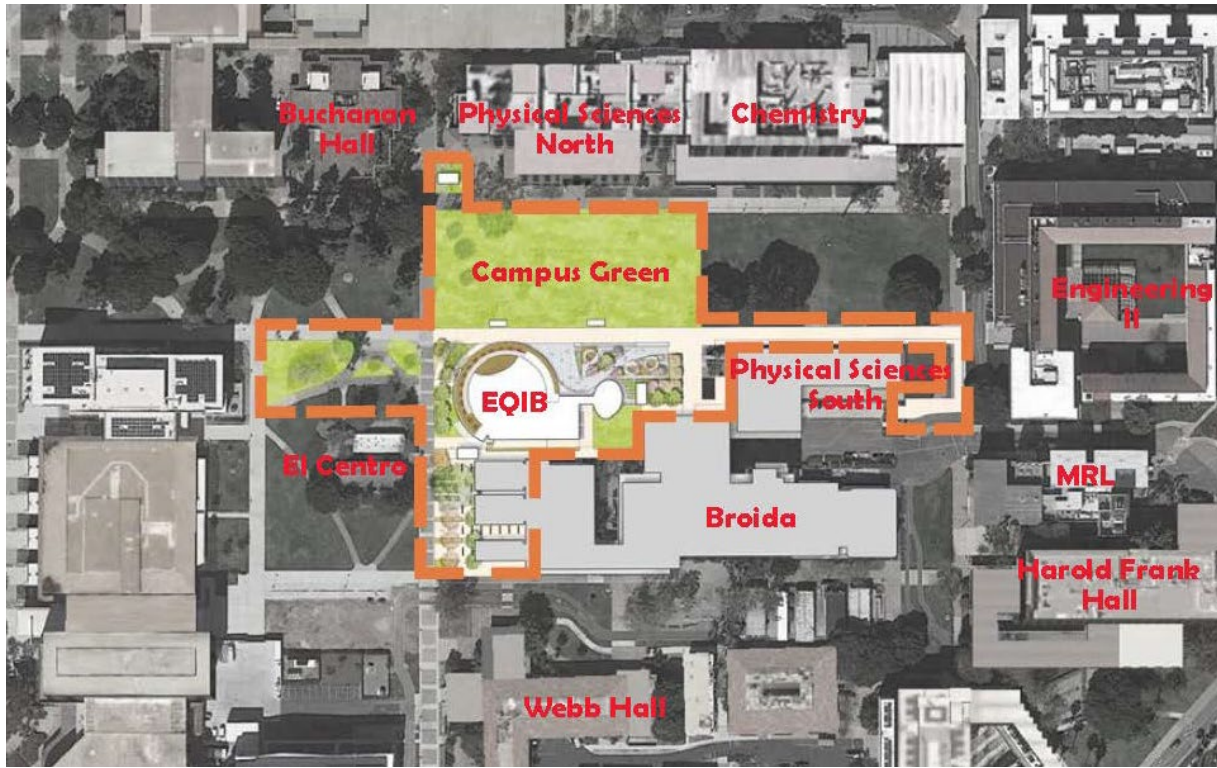 Buchanan
Hall
Physical Sciences
North
Chemistry
Campus Green
Engineering
II
Physical Sciences
South
EQIB
El Centro
MRL
Broida
Harold Frank
Hall
Webb Hall